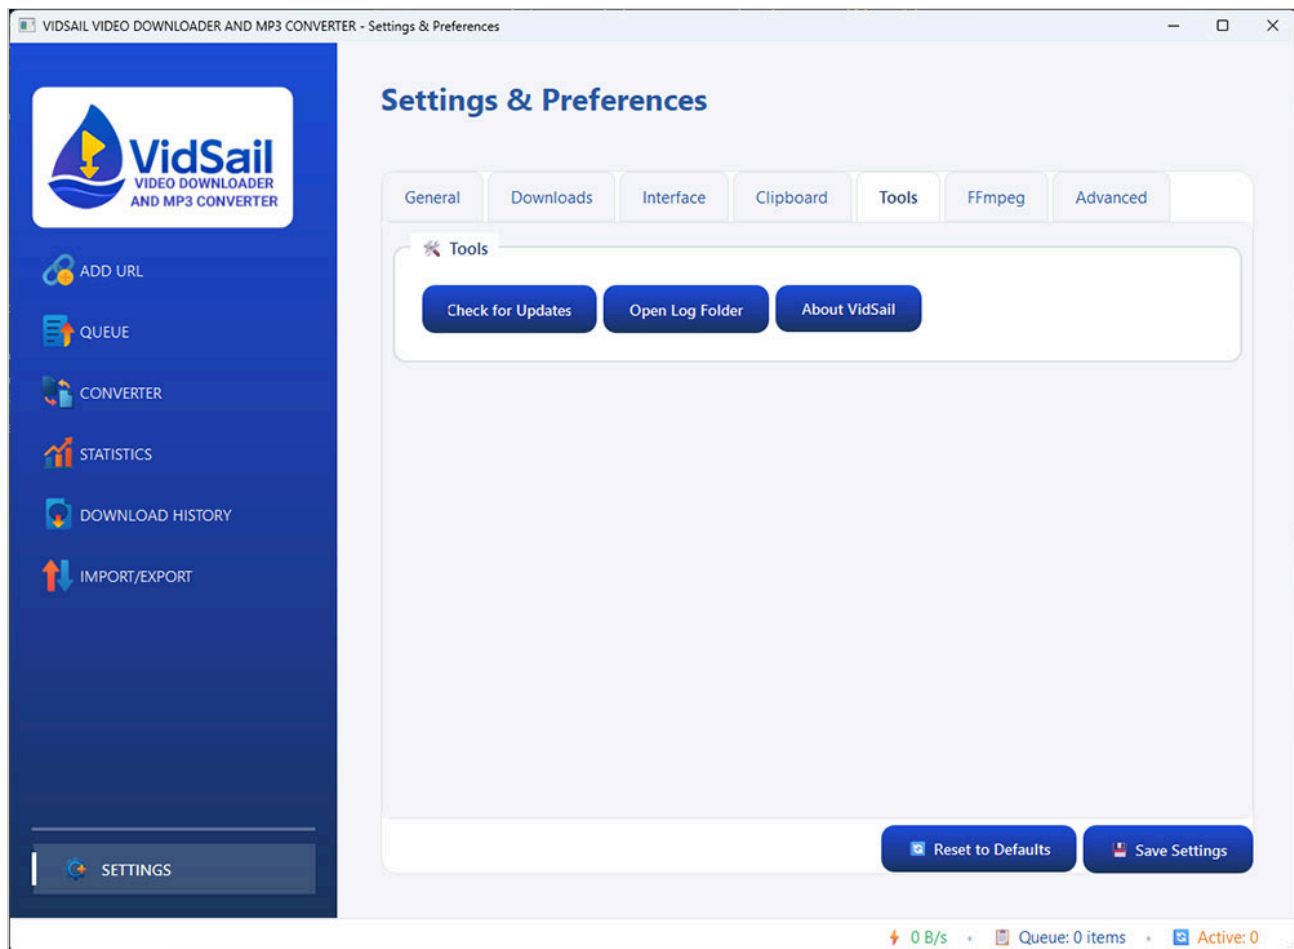 VIDSAIL VIDEO DOWNLOADER AND MP3 CONVERTER - Settings & Preferences
VidSail
VIDEO DOWNLOADER
AND MP3 CONVERTER
ADD URL
QUEUE
CONVERTER
STATISTICS
DOWNLOAD HISTORY
IMPORT/EXPORT
SETTINGS
Settings & Preferences
General Downloads Interface Clipboard Tools FFmpeg Advanced
Tools
Check for Updates Open Log Folder About VidSail
Reset to Defaults Save Settings
0 B/s • Queue: 0 items • Active: 0